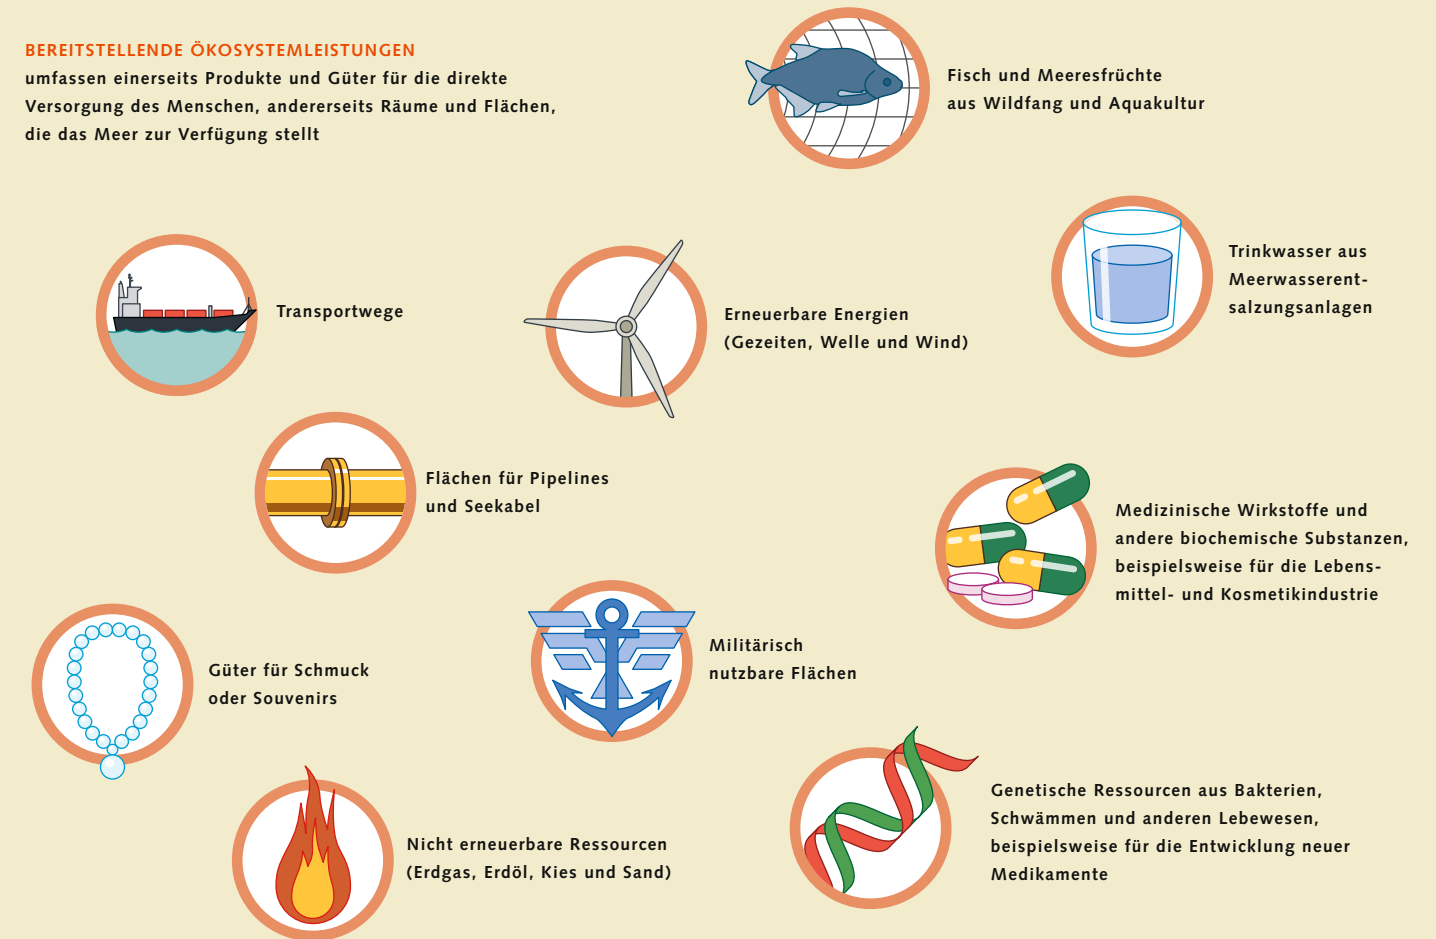 BEREITSTELLENDE ÖKOSYSTEMLEISTUNGEN
umfassen einerseits Produkte und Güter für die direkte
Versorgung des Menschen, andererseits Räume und Flächen,
die das Meer zur Verfügung stellt
Fisch und Meeresfrüchte
aus Wildfang und Aquakultur
Trinkwasser aus
Meerwasserent-
salzungsanlagen
Transportwege
Erneuerbare Energien
(Gezeiten, Welle und Wind)
Flächen für Pipelines
und Seekabel
Medizinische Wirkstoffe und
andere biochemische Substanzen,
beispielsweise für die Lebens-
mittel- und Kosmetikindustrie
Militärisch
nutzbare Flächen
Güter für Schmuck
oder Souvenirs
Genetische Ressourcen aus Bakterien,
Schwämmen und anderen Lebewesen,
beispielsweise für die Entwicklung neuer
Medikamente
Nicht erneuerbare Ressourcen
(Erdgas, Erdöl, Kies und Sand)